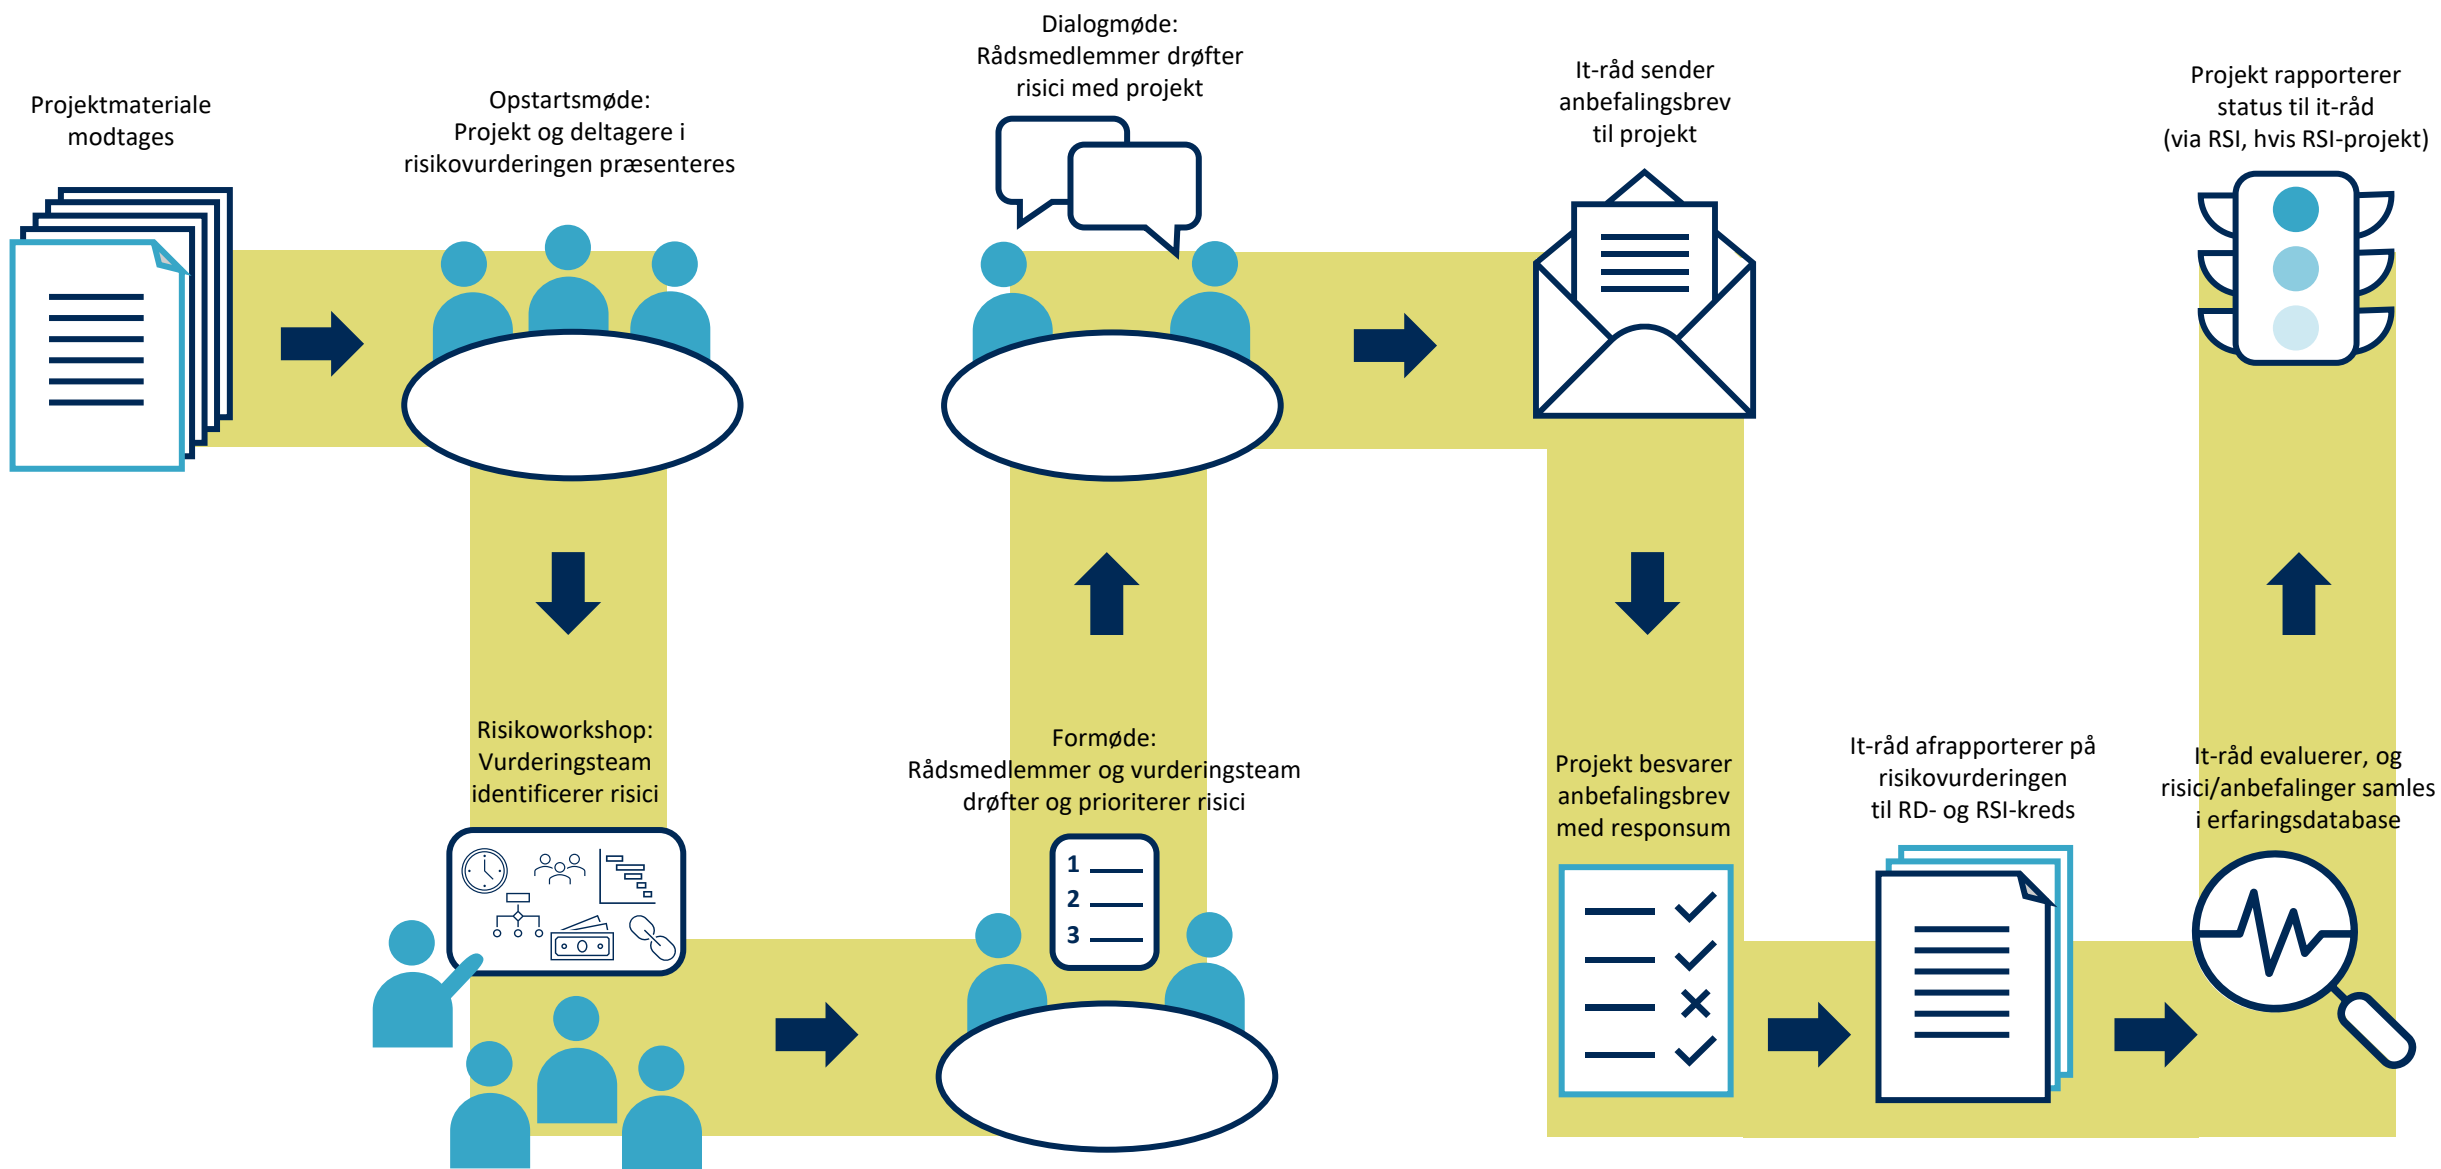 Projektmateriale
modtages
Opstartsmøde:
Projekt og deltagere i
risikovurderingen præsenteres
Risikoworkshop:
Vurderingsteam
identificerer risici
Formøde:
Rådsmedlemmer og vurderingsteam
drøfter og prioriterer risici
1
2
3
Dialogmøde:
Rådsmedlemmer drøfter
risici med projekt
It-råd sender
anbefalingsbrev
til projekt
Projekt besvarer
anbefalingsbrev
med responsum
It-råd afrapporterer på
risikovurderingen
til RD- og RSI-kreds
It-råd evaluerer, og
risici/anbefalinger samles
i erfaringsdatabase
Projekt rapporterer
status til it-råd
(via RSI, hvis RSI-projekt)